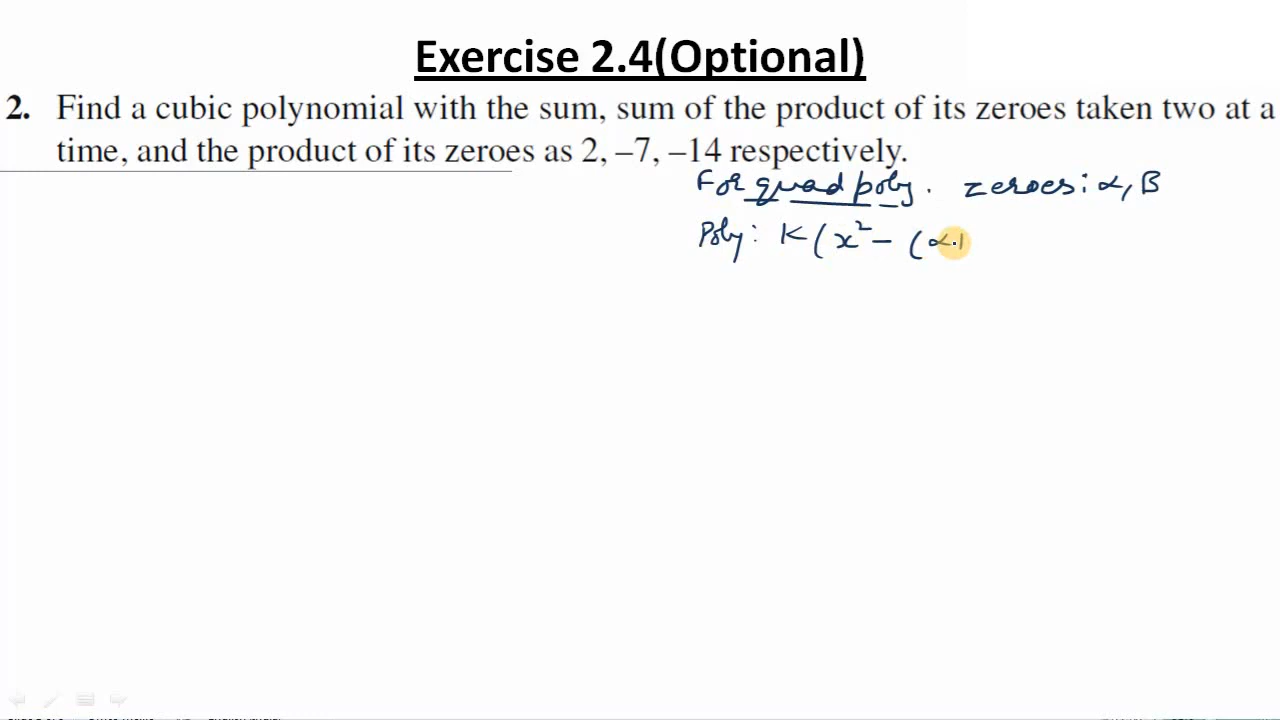 Exercise 2.4(Optional)
2. Find a cubic polynomial with the sum, sum of the product of its zeroes taken two at a
time, and the product of its zeroes as 2, –7, –14 respectively.
For quad poly. zeroes: α, β
Poly: K(x² – (α